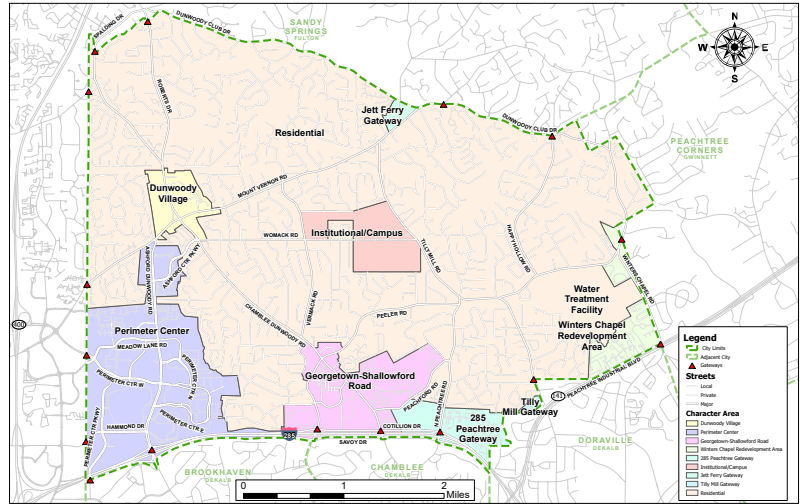 SPALDING DR
DUNWOODY CLUB DR
SANDY
SPRINGS
FULTON
N
W
E
S
ROBERTS DR
Jett Ferry
Gateway
Residential
DUNWOODY CLUB DR
PEACHTREE
CORNERS
GWINNETT
Dunwoody
Village
MOUNT VERNON RD
Institutional/Campus
WOMACK RD
TILLY MILL RD
HAPPY HOLLOW RD
WINTERS CHAPEL RD
ASHFORD DUNWOODY RD
ASHFORD CTR PKWY
VERMACK RD
CHAMBLEE DUNWOODY RD
PEELER RD
Water
Treatment
Facility
Winters Chapel
Redevelopment
Area
400
Perimeter Center
MEADOW LANE RD
PERIMETER CTR W
PERIMETER CTR N
PERIMETER CTR E
HAMMOND DR
PERIMETER CTR PKWY
Georgetown-Shallowford
Road
PEACHFORD RD
N PEACHTREE RD
COTILLION DR
SAVOY DR
285
285
Peachtree
Gateway
Tilly
Mill Gateway
141
PEACHTREE INDUSTRIAL BLVD
DORAVILLE
DEKALB
BROOKHAVEN
DEKALB
CHAMBLEE
DEKALB
0
1
2
Miles
Legend
City Limits
Adjacent City
Gateways
Streets
Local
Private
Major
Character Area
Dunwoody Village
Perimeter Center
Georgetown-Shallowford Road
Winters Chapel Redevelopment Area
285 Peachtree Gateway
Institutional/Campus
Jett Ferry Gateway
Tilly Mill Gateway
Residential